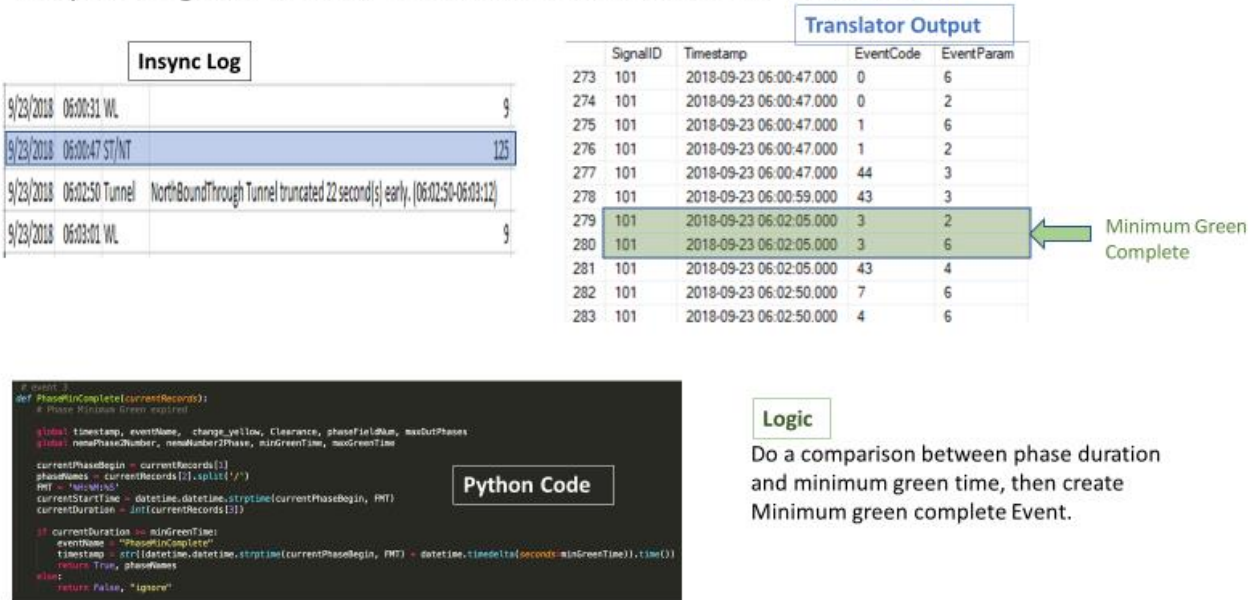 Translator Output
Insync Log
9/23/2018 06:00:31 WL 9
9/23/2018 06:00:47 ST/NT 125
9/23/2018 06:02:50 Tunnel NorthBoundThrough Tunnel truncated 22 second(s) early. (06:02:50-06:03:12)
9/23/2018 06:03:01 WL 9
SignalID Timestamp EventCode EventParam
273 101 2018-09-23 06:00:47.000 0 6
274 101 2018-09-23 06:00:47.000 0 2
275 101 2018-09-23 06:00:47.000 1 6
276 101 2018-09-23 06:00:47.000 1 2
277 101 2018-09-23 06:00:47.000 44 3
278 101 2018-09-23 06:00:59.000 43 3
279 101 2018-09-23 06:02:05.000 3 2
280 101 2018-09-23 06:02:05.000 3 6
281 101 2018-09-23 06:02:05.000 43 4
282 101 2018-09-23 06:02:50.000 7 6
283 101 2018-09-23 06:02:50.000 4 6
Minimum Green
Complete
# event 3
def PhaseMinComplete(currentRecords):
# Phase Minimum Green expired
global timestamp, eventName, change_yellow, Clearance, phaseFieldNum, maxOutPhases
global nemaPhase2Number, nemaNumber2Phase, minGreenTime, maxGreenTime
currentPhaseBegin = currentRecords[1]
phaseNames = currentRecords[2].split('/')
FMT = '%H:%M:%S'
currentStartTime = datetime.datetime.strptime(currentPhaseBegin, FMT)
currentDuration = int(currentRecords[3])
if currentDuration >= minGreenTime:
eventName = "PhaseMinComplete"
timestamp = str((datetime.datetime.strptime(currentPhaseBegin, FMT) + datetime.timedelta(seconds=minGreenTime)).time())
return True, phaseNames
else:
return False, "ignore"
Python Code
Logic
Do a comparison between phase duration
and minimum green time, then create
Minimum green complete Event.